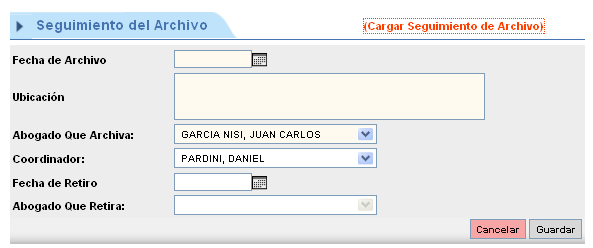 Seguimiento del Archivo
(Cargar Seguimiento de Archivo)
Fecha de Archivo
Ubicación
Abogado Que Archiva: GARCIA NISI, JUAN CARLOS
Coordinador: PARDINI, DANIEL
Fecha de Retiro
Abogado Que Retira:
Cancelar Guardar